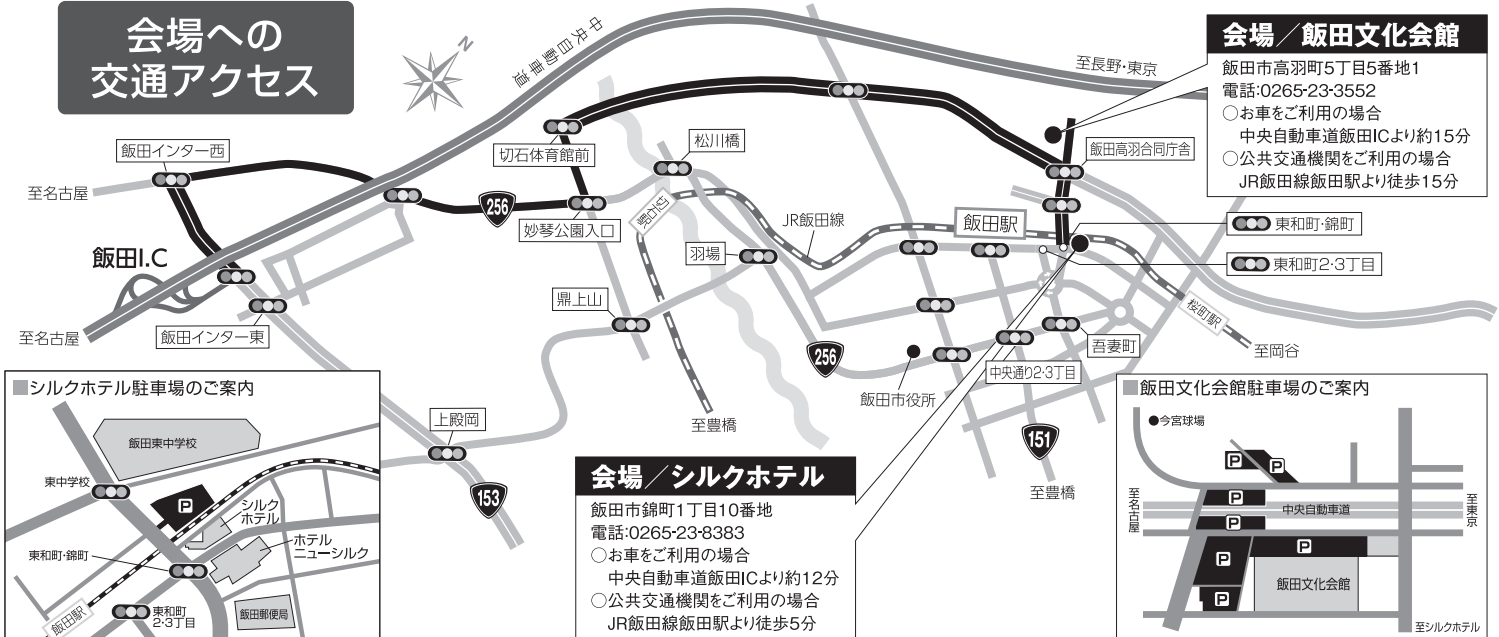 会場への
交通アクセス
N
中央自動車道
至長野・東京
会場／飯田文化会館
飯田市高羽町5丁目5番地1
電話:0265-23-3552
○お車をご利用の場合
中央自動車道飯田ICより約15分
○公共交通機関をご利用の場合
JR飯田線飯田駅より徒歩15分
飯田インター西
至名古屋
切石体育館前
松川橋
飯田高羽合同庁舎
256
妙琴公園入口
切石駅
JR飯田線
飯田駅
東和町・錦町
東和町2・3丁目
飯田I.C
羽場
鼎上山
桜町駅
至名古屋
飯田インター東
256
吾妻町
至岡谷
中央通り2・3丁目
飯田市役所
上殿岡
至豊橋
151
至豊橋
153
■シルクホテル駐車場のご案内
飯田東中学校
東中学校
P
シルク
ホテル
ホテル
ニューシルク
東和町・錦町
飯田駅
東和町
2・3丁目
飯田郵便局
会場／シルクホテル
飯田市錦町1丁目10番地
電話:0265-23-8383
○お車をご利用の場合
中央自動車道飯田ICより約12分
○公共交通機関をご利用の場合
JR飯田線飯田駅より徒歩5分
■飯田文化会館駐車場のご案内
●今宮球場
P
P
P
至名古屋
中央自動車道
至東京
P
P
P
飯田文化会館
P
至シルクホテル